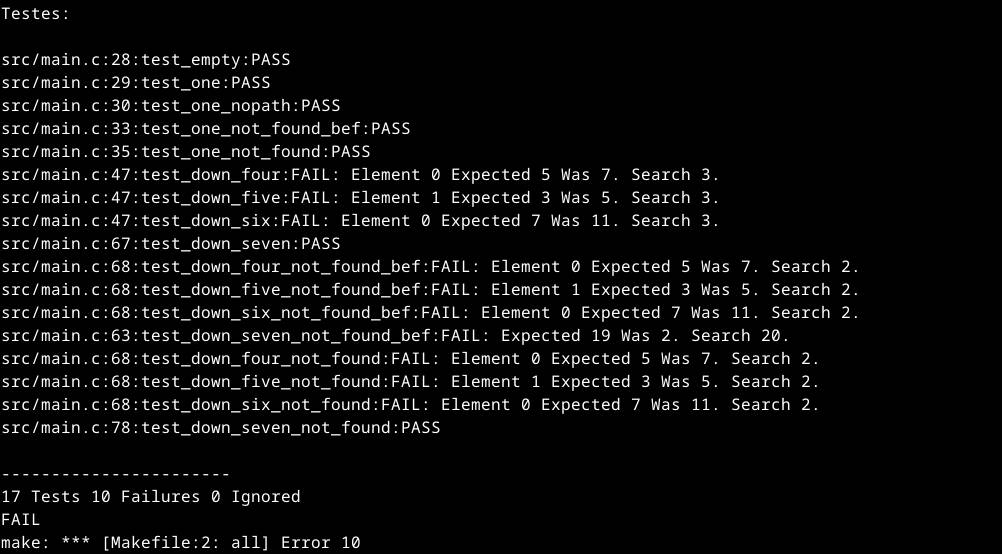 Testes:

src/main.c:28:test_empty:PASS
src/main.c:29:test_one:PASS
src/main.c:30:test_one_nopath:PASS
src/main.c:33:test_one_not_found_bef:PASS
src/main.c:35:test_one_not_found:PASS
src/main.c:47:test_down_four:FAIL: Element 0 Expected 5 Was 7. Search 3.
src/main.c:47:test_down_five:FAIL: Element 1 Expected 3 Was 5. Search 3.
src/main.c:47:test_down_six:FAIL: Element 0 Expected 7 Was 11. Search 3.
src/main.c:67:test_down_seven:PASS
src/main.c:68:test_down_four_not_found_bef:FAIL: Element 0 Expected 5 Was 7. Search 2.
src/main.c:68:test_down_five_not_found_bef:FAIL: Element 1 Expected 3 Was 5. Search 2.
src/main.c:68:test_down_six_not_found_bef:FAIL: Element 0 Expected 7 Was 11. Search 2.
src/main.c:63:test_down_seven_not_found_bef:FAIL: Expected 19 Was 2. Search 20.
src/main.c:68:test_down_four_not_found:FAIL: Element 0 Expected 5 Was 7. Search 2.
src/main.c:68:test_down_five_not_found:FAIL: Element 1 Expected 3 Was 5. Search 2.
src/main.c:68:test_down_six_not_found:FAIL: Element 0 Expected 7 Was 11. Search 2.
src/main.c:78:test_down_seven_not_found:PASS

-----------------------
17 Tests 10 Failures 0 Ignored
FAIL
make: *** [Makefile:2: all] Error 10